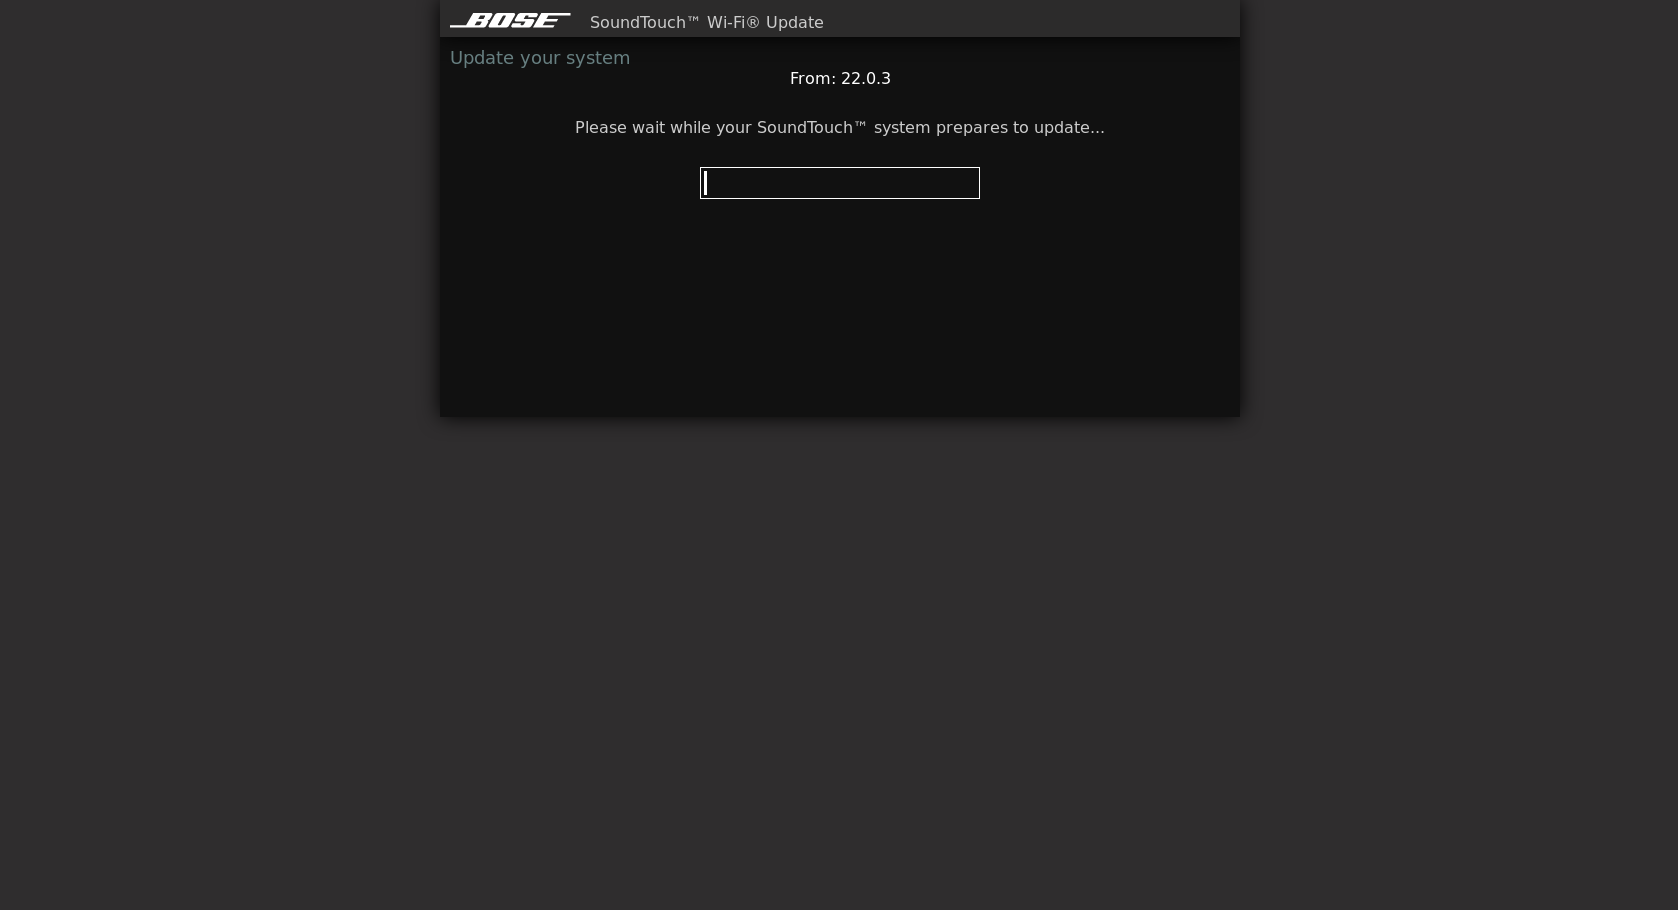 BOSE SoundTouch™ Wi-Fi® Update
Update your system
From: 22.0.3
Please wait while your SoundTouch™ system prepares to update...